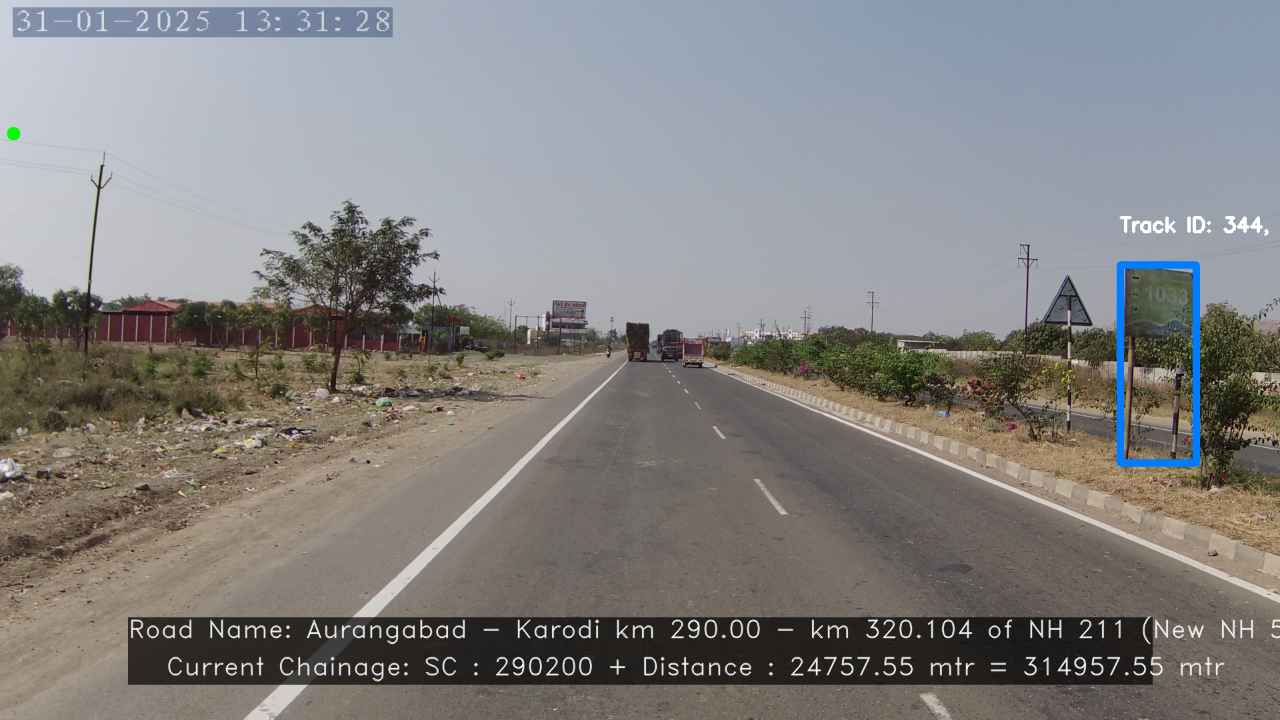 31-01-2025 13:31:28
Track ID: 344,
1033
Road Name: Aurangabad - Karodi km 290.00 - km 320.104 of NH 211 (New NH 5
Current Chainage: SC : 290200 + Distance : 24757.55 mtr = 314957.55 mtr